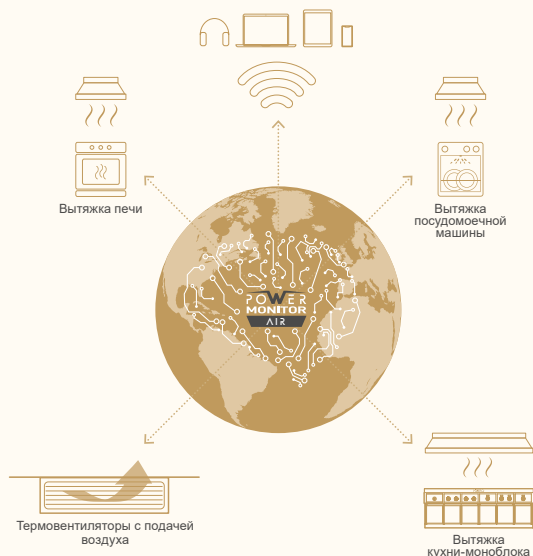 Вытяжка печи
Вытяжка
посудомоечной
машины
POWER
MONITOR
AIR
Термовентиляторы с подачей
воздуха
Вытяжка
кухни-моноблока